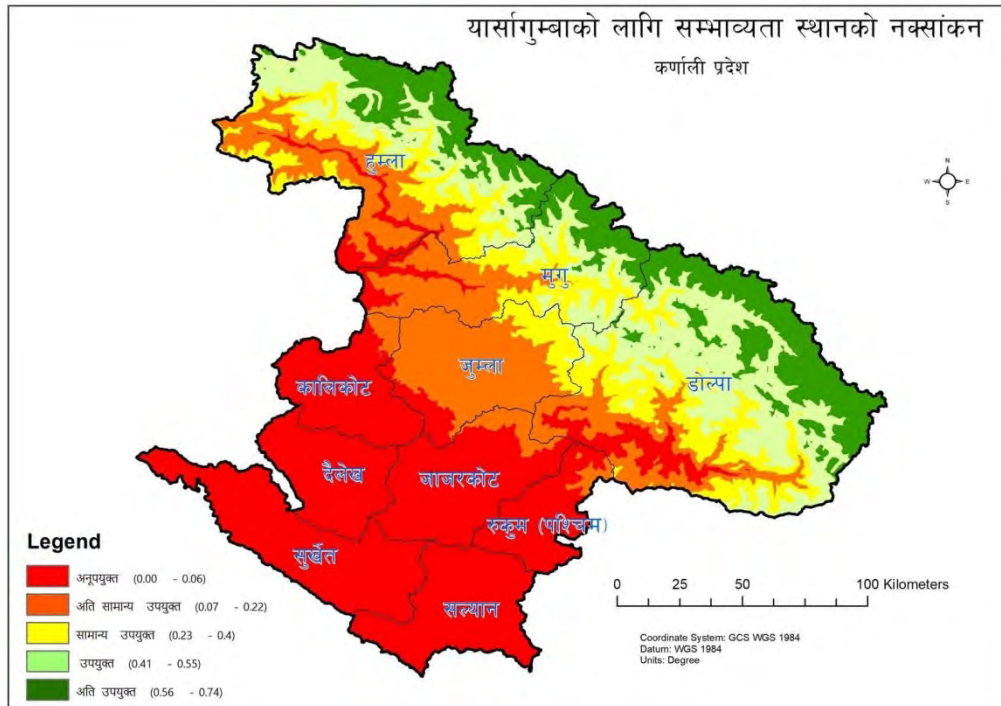 यार्सागुम्बाको लागि सम्भाव्यता स्थानको नक्सांकन
कर्णाली प्रदेश
N
W E
S
हुम्ला
मुगु
जुम्ला
डोल्पा
कालिकोट
दैलेख
जाजरकोट
रुकुम (पश्चिम)
सुर्खेत
सल्यान
Legend
अनूपयुक्त (0.00 - 0.06)
अति सामान्य उपयुक्त (0.07 - 0.22)
सामान्य उपयुक्त (0.23 - 0.4)
उपयुक्त (0.41 - 0.55)
अति उपयुक्त (0.56 - 0.74)
0 25 50 100 Kilometers
Coordinate System: GCS WGS 1984
Datum: WGS 1984
Units: Degree